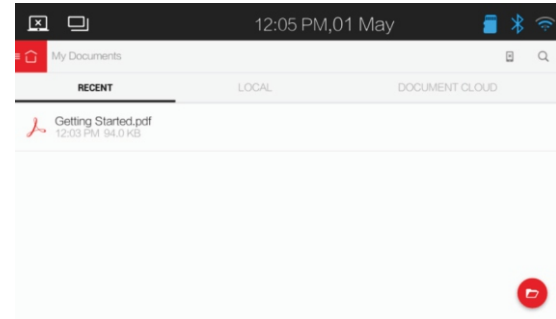 12:05 PM,01 May
My Documents
RECENT LOCAL DOCUMENT CLOUD
Getting Started.pdf
12:03 PM 94.0 KB